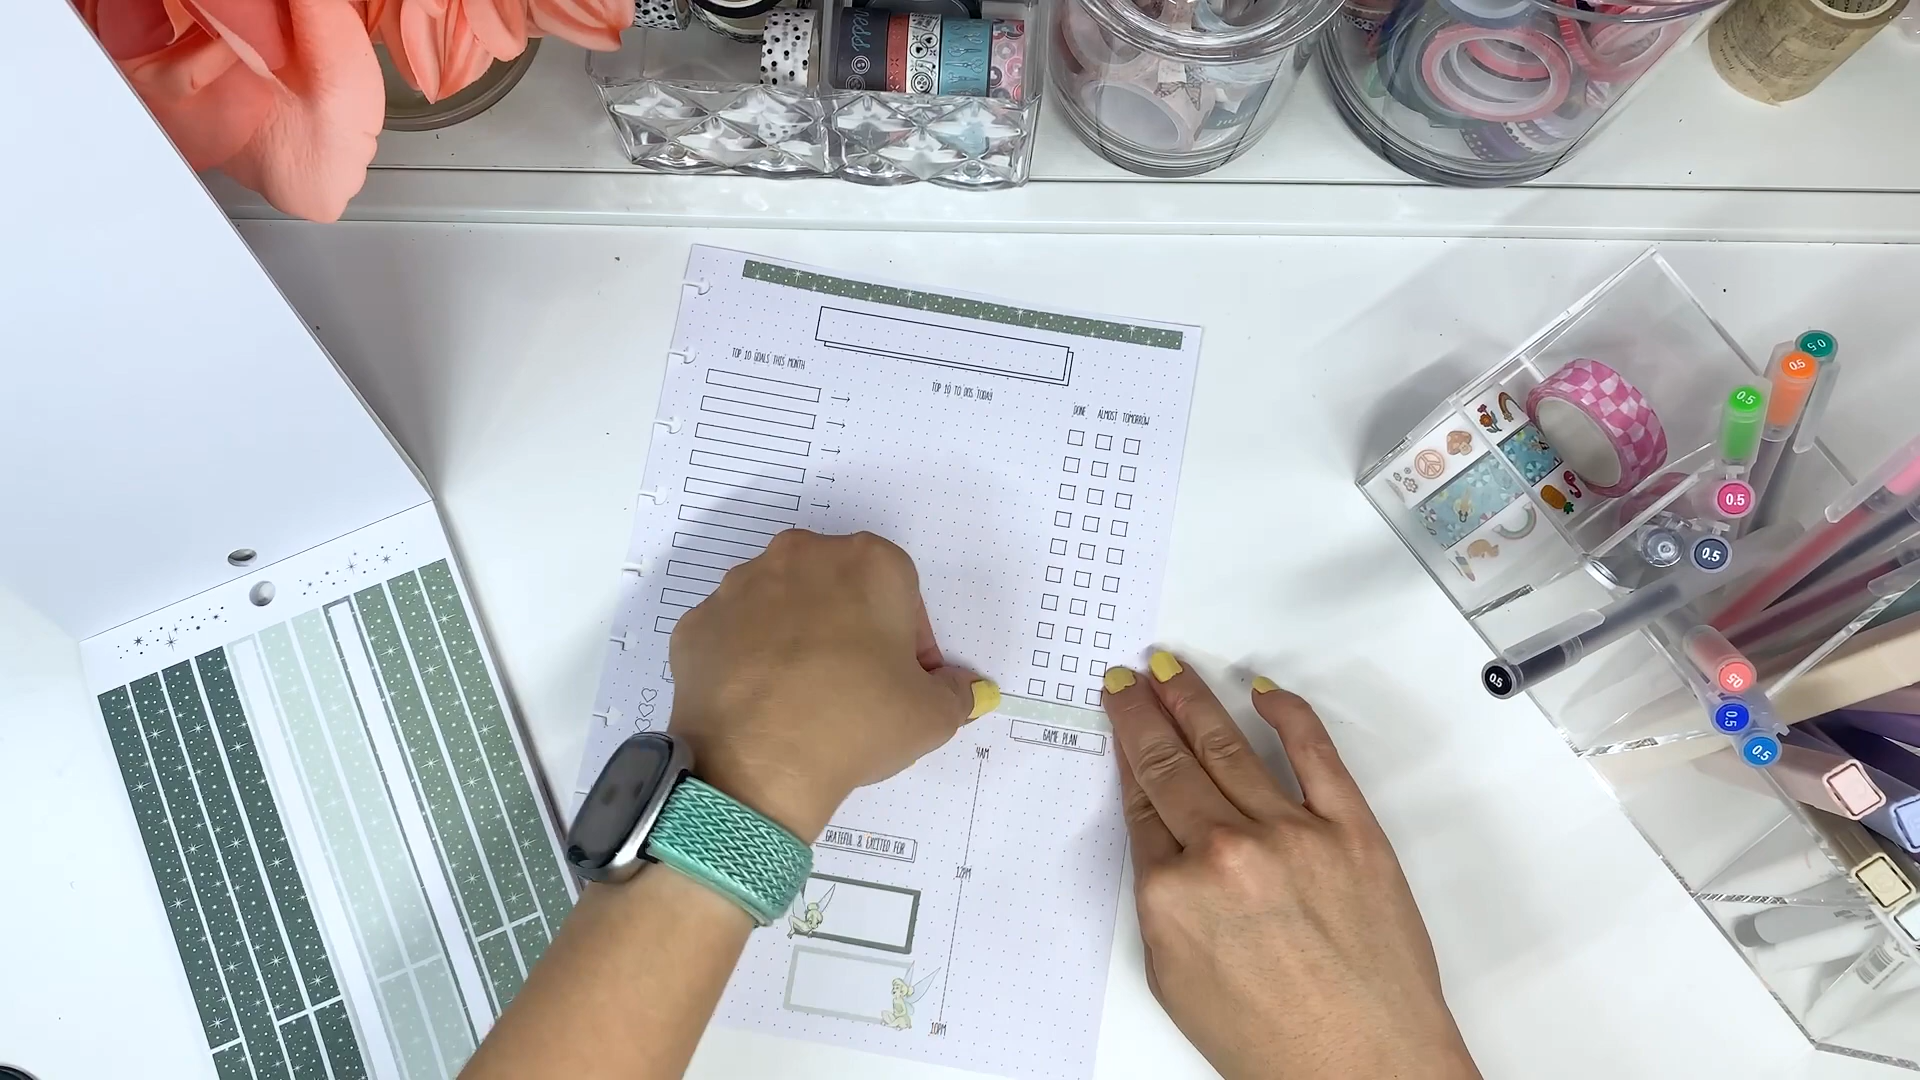 TOP 10 GOALS THIS MONTH
TOP 10 TO DOS TODAY
DONE ALMOST TOMORROW
GAME PLAN
4AM
GRATEFUL & EXCITED FOR
12PM
10PM
0.5
0.5
0.5
0.5
0.5
0.5
0.5
0.5
0.5